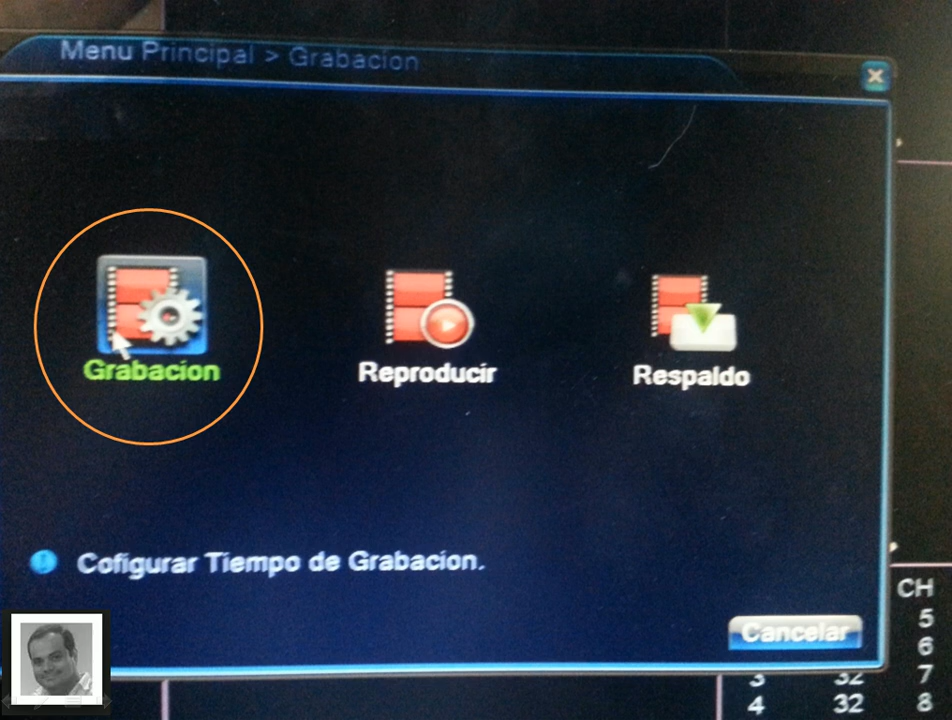 Menu Principal > Grabacion
Grabacion
Reproducir
Respaldo
Cofigurar Tiempo de Grabacion.
Cancelar
CH
5
6
3 32 7
4 32 8